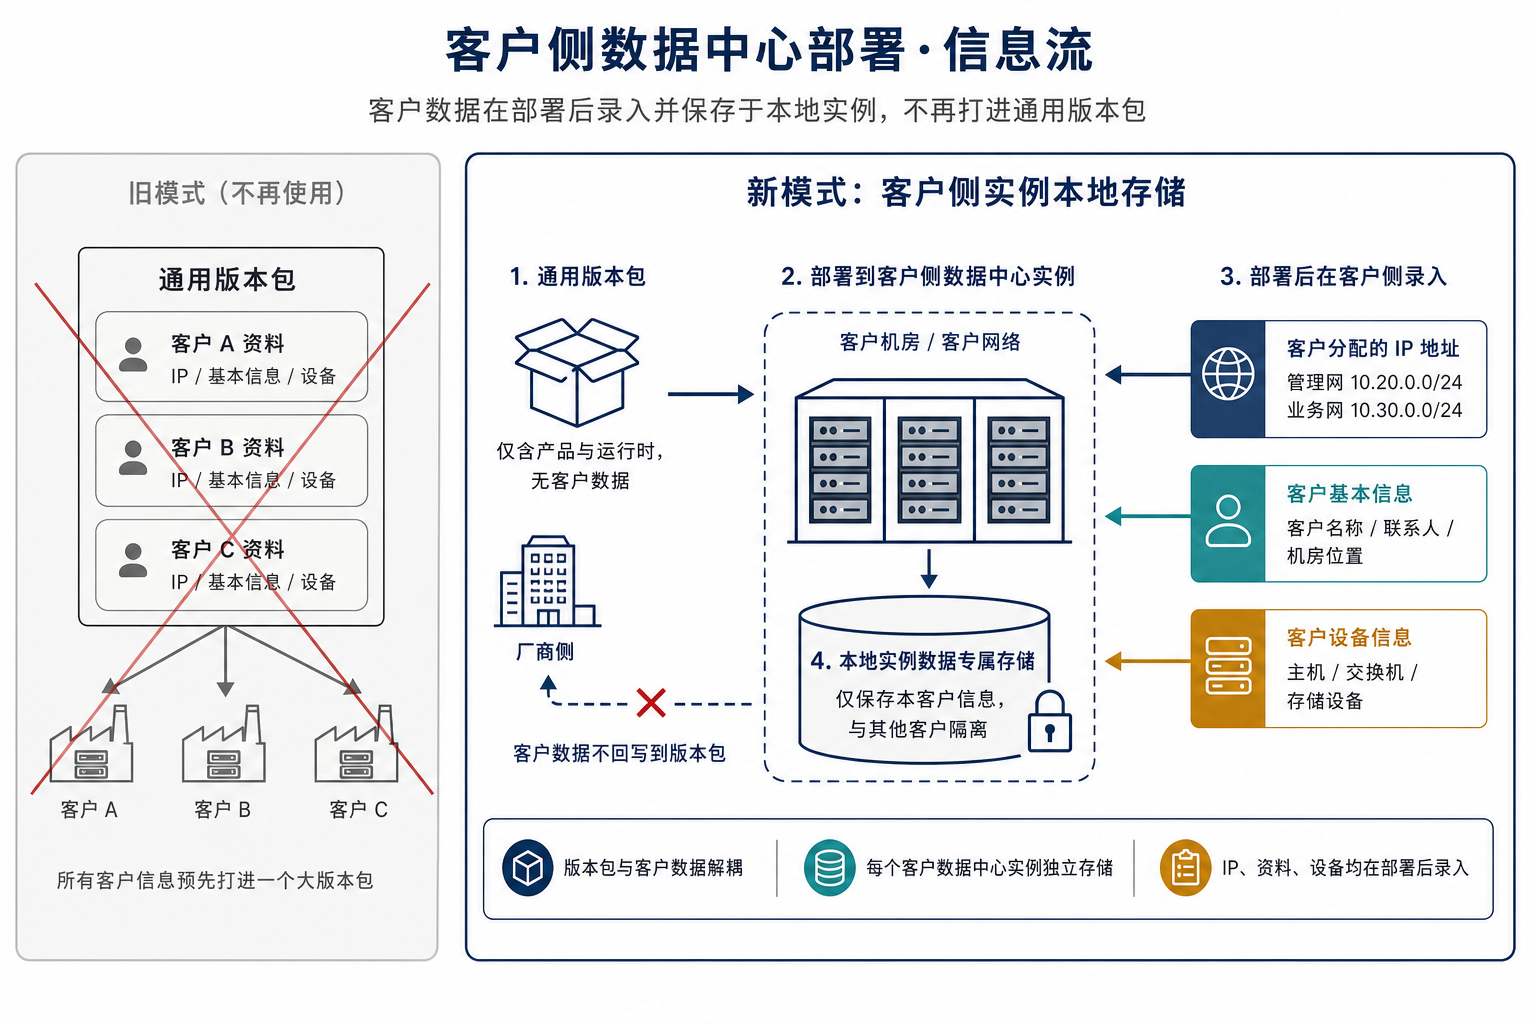 客户侧数据中心部署·信息流
客户数据在部署后录入并保存于本地实例，不再打进通用版本包
旧模式（不再使用）
通用版本包
客户 A 资料
IP / 基本信息 / 设备
客户 B 资料
IP / 基本信息 / 设备
客户 C 资料
IP / 基本信息 / 设备
客户 A
客户 B
客户 C
所有客户信息预先打进一个大版本包
新模式：客户侧实例本地存储
1. 通用版本包
仅含产品与运行时，
无客户数据
厂商侧
客户数据不回写到版本包
2. 部署到客户侧数据中心实例
客户机房 / 客户网络
4. 本地实例数据专属存储
仅保存本客户信息，
与其他客户隔离
3. 部署后在客户侧录入
客户分配的 IP 地址
管理网 10.20.0.0/24
业务网 10.30.0.0/24
客户基本信息
客户名称 / 联系人 /
机房位置
客户设备信息
主机 / 交换机 /
存储设备
版本包与客户数据解耦
每个客户数据中心实例独立存储
IP、资料、设备均在部署后录入